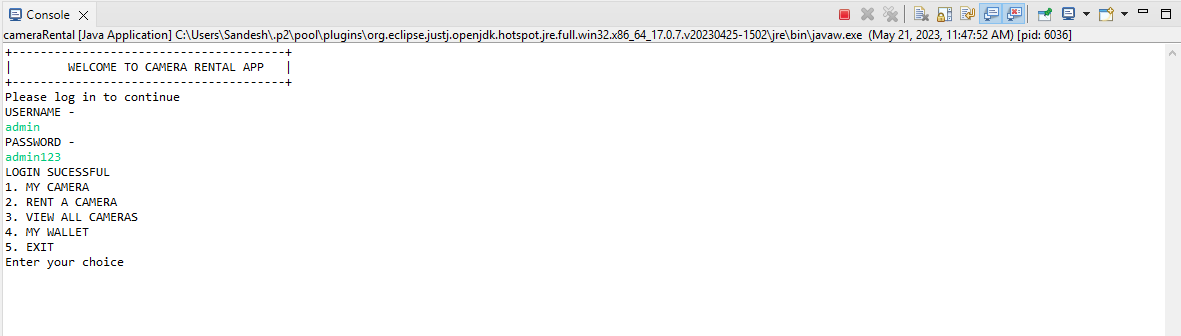 Console
cameraRental [Java Application] C:\Users\Sandesh\.p2\pool\plugins\org.eclipse.justj.openjdk.hotspot.jre.full.win32.x86_64_17.0.7.v20230425-1502\jre\bin\javaw.exe (May 21, 2023, 11:47:52 AM) [pid: 6036]
+---------------------------------------+
|        WELCOME TO CAMERA RENTAL APP   |
+---------------------------------------+
Please log in to continue
USERNAME -
admin
PASSWORD -
admin123
LOGIN SUCESSFUL
1. MY CAMERA
2. RENT A CAMERA
3. VIEW ALL CAMERAS
4. MY WALLET
5. EXIT
Enter your choice